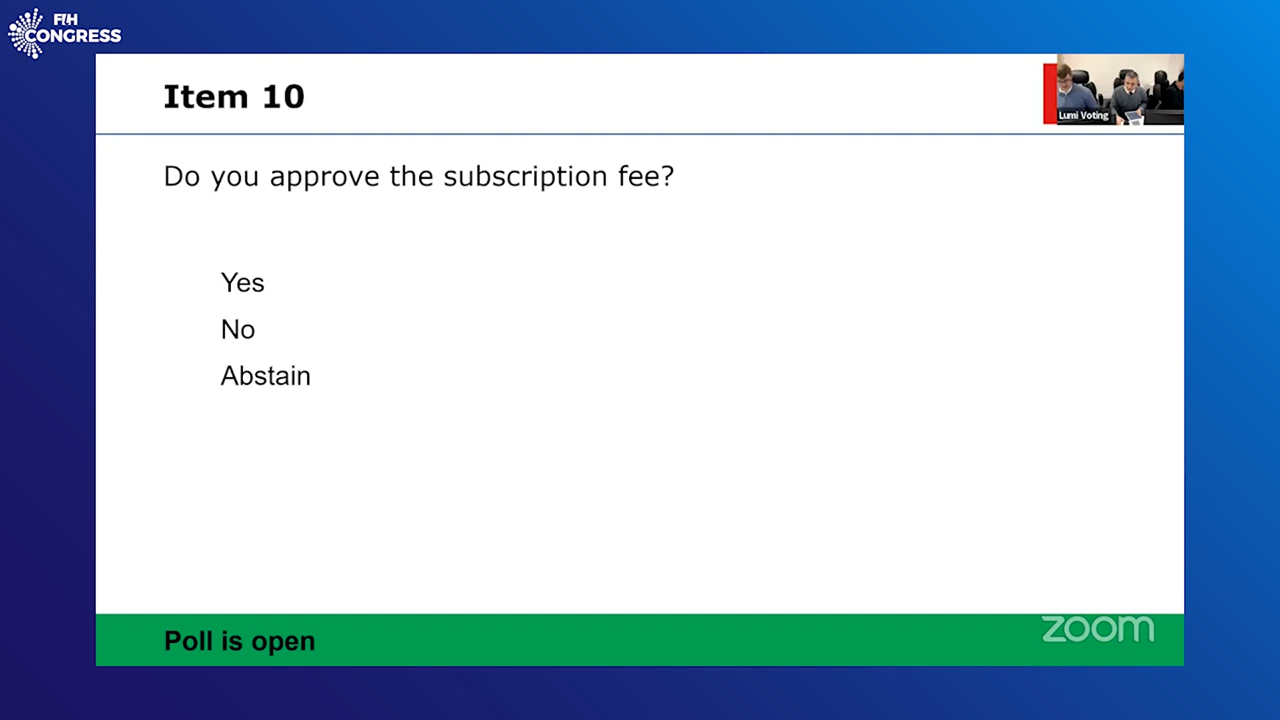 FIH
CONGRESS
Item 10
Lumi Voting
Do you approve the subscription fee?
Yes
No
Abstain
Poll is open
zoom